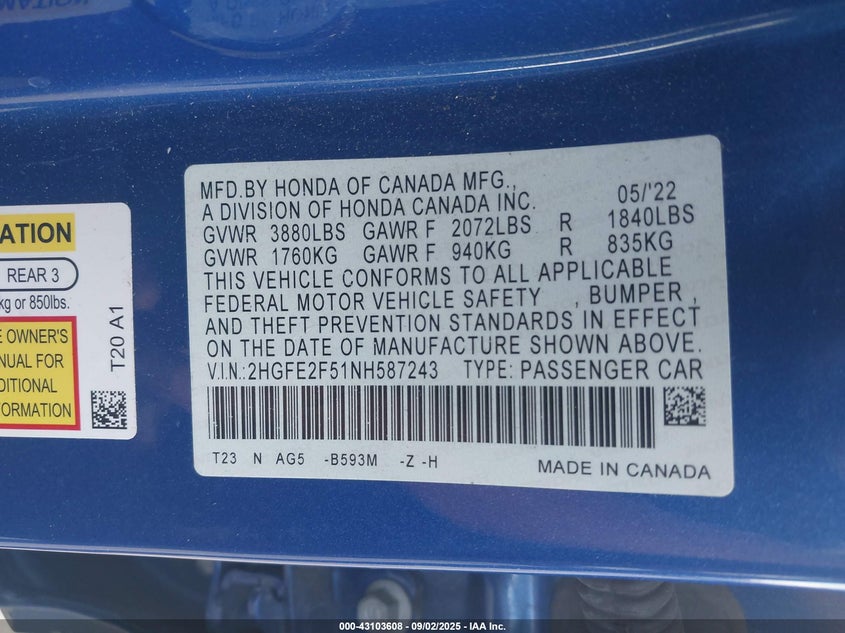 MFD.BY HONDA OF CANADA MFG.,
A DIVISION OF HONDA CANADA INC. 05/'22
GVWR 3880LBS GAWR F 2072LBS R 1840LBS
GVWR 1760KG GAWR F 940KG R 835KG
THIS VEHICLE CONFORMS TO ALL APPLICABLE
FEDERAL MOTOR VEHICLE SAFETY , BUMPER ,
AND THEFT PREVENTION STANDARDS IN EFFECT
ON THE DATE OF MANUFACTURE SHOWN ABOVE.
V.I.N.:2HGFE2F51NH587243 TYPE: PASSENGER CAR
T23 N AG5 -B593M -Z -H
MADE IN CANADA
ATION
REAR 3
kg or 850lbs.
OWNER'S
FOR
T20 A1
000-43103608 - 09/02/2025 - IAA Inc.